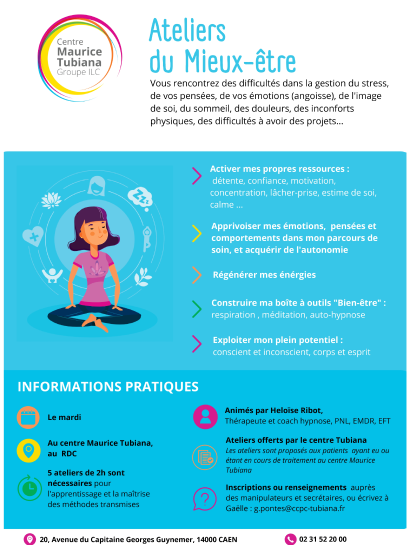 Centre
Maurice
Tubiana
Groupe ILC
Ateliers
du Mieux-être
Vous rencontrez des difficultés dans la gestion du stress,
de vos pensées, de vos émotions (angoisse), de l'image
de soi, du sommeil, des douleurs, des inconforts
physiques, des difficultés à avoir des projets...
Activer mes propres ressources :
détente, confiance, motivation,
concentration, lâcher-prise, estime de soi,
calme ...
Apprivoiser mes émotions, pensées et
comportements dans mon parcours de
soin, et acquérir de l'autonomie
Régénérer mes énérgies
Construire ma boîte à outils "Bien-être" :
respiration , méditation, auto-hypnose
Exploiter mon plein potentiel :
conscient et inconscient, corps et esprit
INFORMATIONS PRATIQUES
Le mardi
Au centre Maurice Tubiana,
au RDC
5 ateliers de 2h sont
nécessaires pour
l'apprentissage et la maîtrise
des méthodes transmises
Animés par Heloïse Ribot,
Thérapeute et coach hypnose, PNL, EMDR, EFT
Ateliers offerts par le centre Tubiana
Les ateliers sont proposés aux patients ayant eu ou
étant en cours de traitement au centre Maurice
Tubiana
Inscriptions ou renseignements auprès
des manipulateurs et secrétaires, ou écrivez à
Gaëlle : g.pontes@ccpc-tubiana.fr
20, Avenue du Capitaine Georges Guynemer, 14000 CAEN
02 31 52 20 00